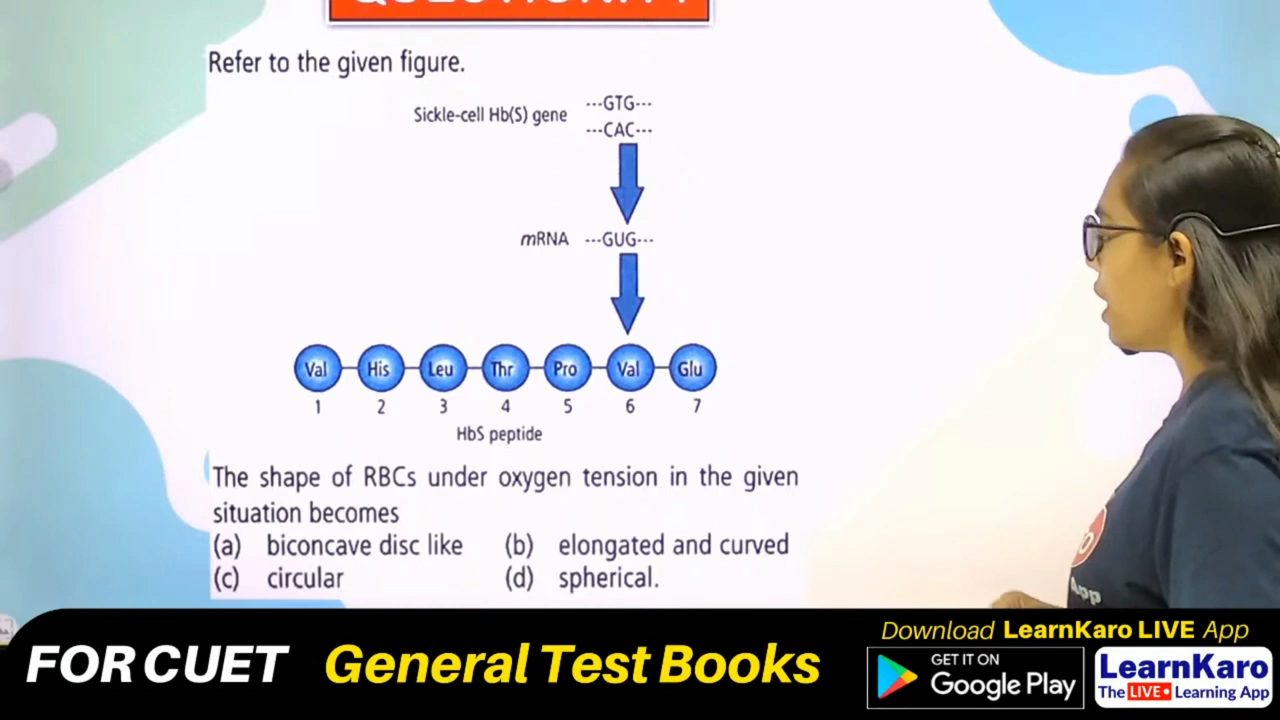 Refer to the given figure.
Sickle-cell Hb(S) gene
---GTG---
---CAC---
mRNA ---GUG---
Val His Leu Thr Pro Val Glu
1 2 3 4 5 6 7
HbS peptide
The shape of RBCs under oxygen tension in the given
situation becomes
(a) biconcave disc like (b) elongated and curved
(c) circular (d) spherical.
FOR CUET General Test Books
Download LearnKaro LIVE App
GET IT ON
Google Play
LearnKaro
The LIVE Learning App